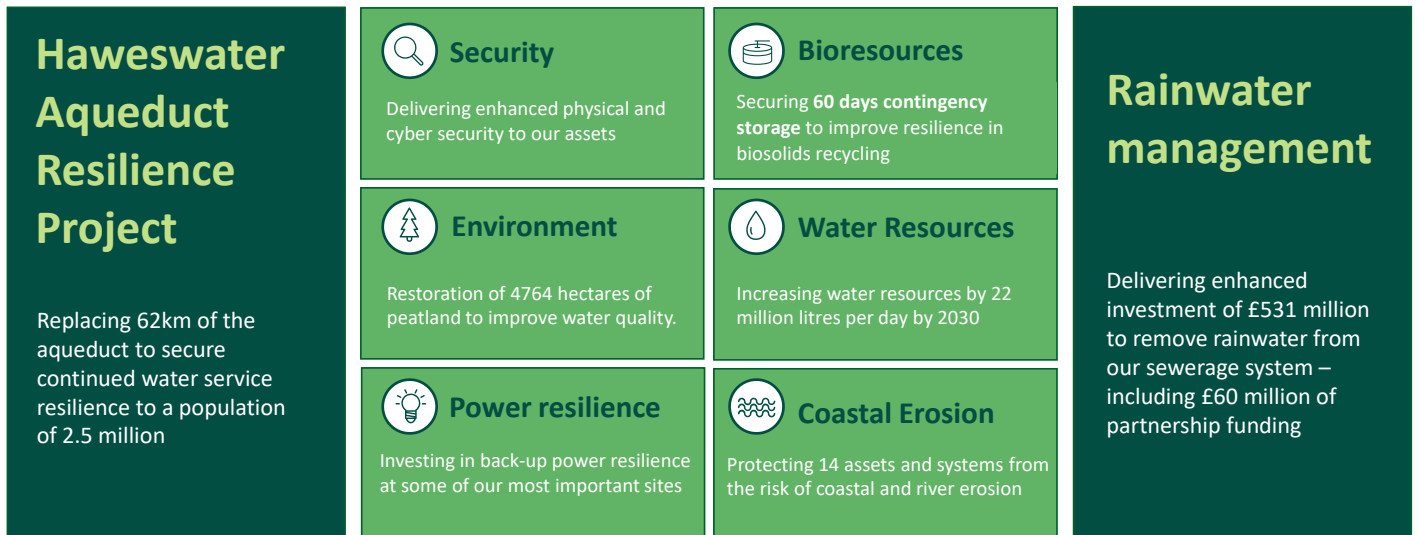 Haweswater
Aqueduct
Resilience
Project
Replacing 62km of the
aqueduct to secure
continued water service
resilience to a population
of 2.5 million
Security
Delivering enhanced physical and
cyber security to our assets
Bioresources
Securing 60 days contingency
storage to improve resilience in
biosolids recycling
Environment
Restoration of 4764 hectares of
peatland to improve water quality.
Water Resources
Increasing water resources by 22
million litres per day by 2030
Power resilience
Investing in back-up power resilience
at some of our most important sites
Coastal Erosion
Protecting 14 assets and systems from
the risk of coastal and river erosion
Rainwater
management
Delivering enhanced
investment of £531 million
to remove rainwater from
our sewerage system –
including £60 million of
partnership funding